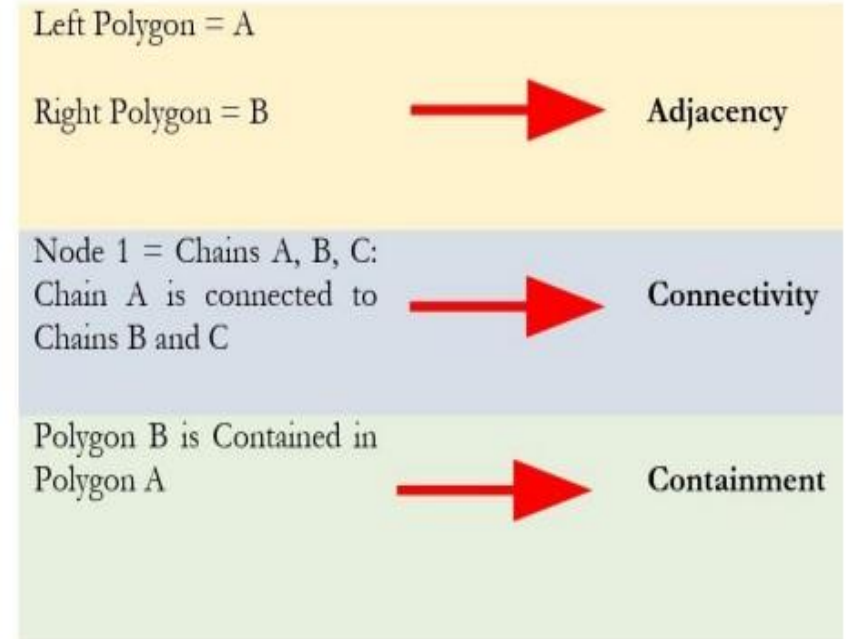 Left Polygon = A
Right Polygon = B
Adjacency
Node 1 = Chains A, B, C:
Chain A is connected to
Chains B and C
Connectivity
Polygon B is Contained in
Polygon A
Containment